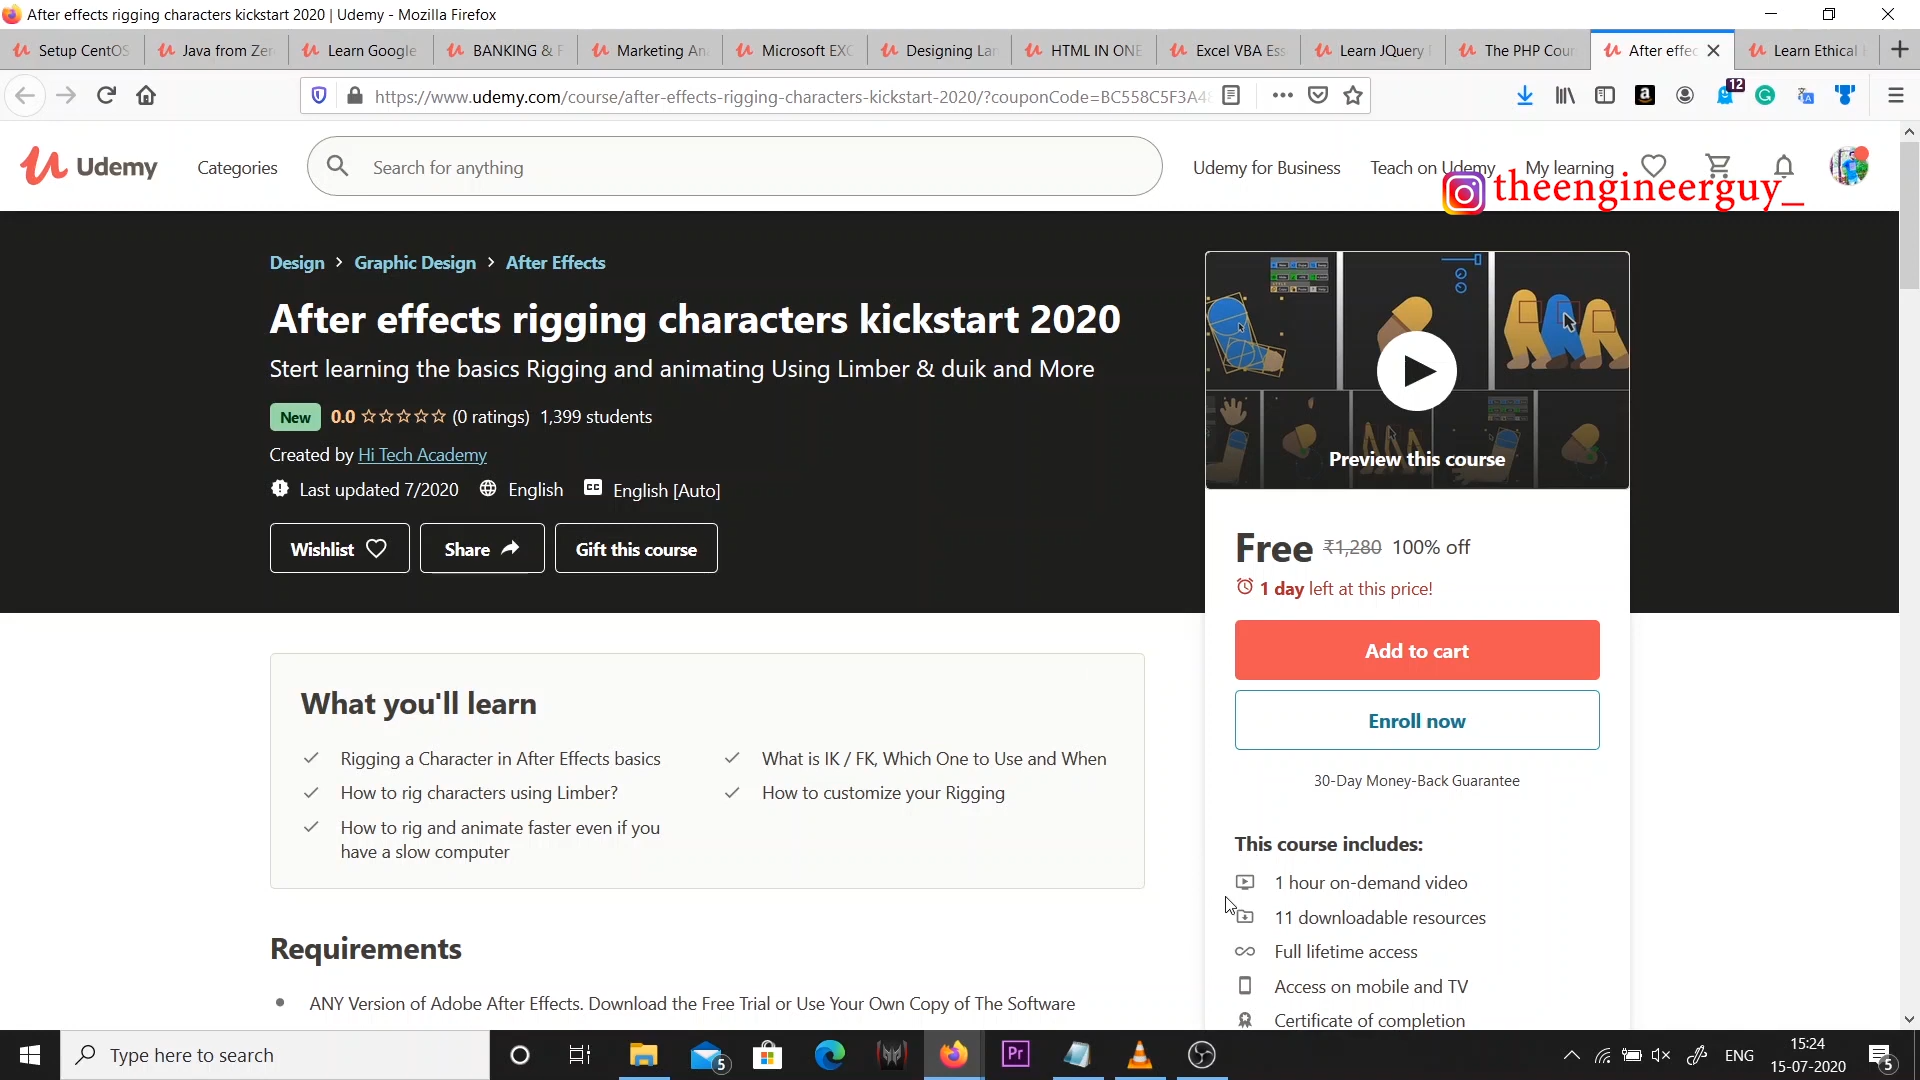 After effects rigging characters kickstart 2020 | Udemy - Mozilla Firefox
Setup CentOS
Java from Zer
Learn Google
BANKING & F
Marketing An
Microsoft EXC
Designing Lan
HTML IN ONE
Excel VBA Ess
Learn JQuery
The PHP Cour
After effec
Learn Ethical
https://www.udemy.com/course/after-effects-rigging-characters-kickstart-2020/?couponCode=BC558C5F3A48
12
Udemy
Categories
Search for anything
Udemy for Business
Teach on Udemy
My learning
theengineerguy_
Design > Graphic Design > After Effects
After effects rigging characters kickstart 2020
Stert learning the basics Rigging and animating Using Limber & duik and More
New 0.0 (0 ratings) 1,399 students
Created by Hi Tech Academy
Last updated 7/2020 English CC English [Auto]
Wishlist
Share
Gift this course
Preview this course
Free ₹1,280 100% off
1 day left at this price!
Add to cart
Enroll now
30-Day Money-Back Guarantee
This course includes:
1 hour on-demand video
11 downloadable resources
Full lifetime access
Access on mobile and TV
Certificate of completion
What you'll learn
Rigging a Character in After Effects basics
How to rig characters using Limber?
How to rig and animate faster even if you
have a slow computer
What is IK / FK, Which One to Use and When
How to customize your Rigging
Requirements
ANY Version of Adobe After Effects. Download the Free Trial or Use Your Own Copy of The Software
Type here to search
5
Pr
ENG
15:24
15-07-2020
5